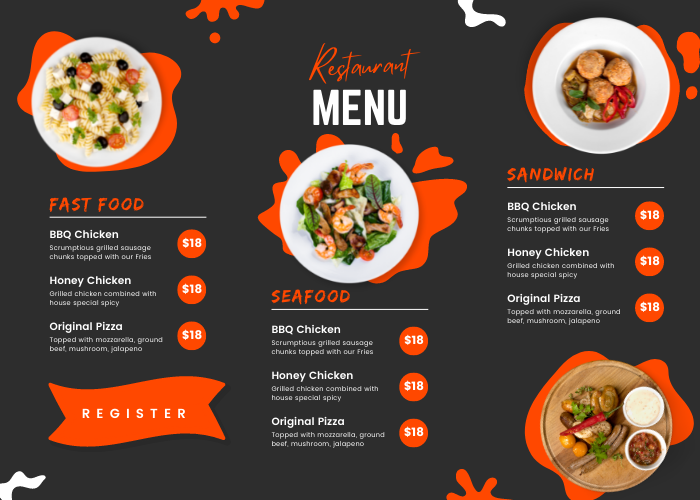 Restaurant
MENU
FAST FOOD
BBQ Chicken
Scrumptious grilled sausage
chunks topped with our Fries
$18
Honey Chicken
Grilled chicken combined with
house special spicy
$18
Original Pizza
Topped with mozzarella, ground
beef, mushroom, jalapeno
$18
REGISTER
SEAFOOD
BBQ Chicken
Scrumptious grilled sausage
chunks topped with our Fries
$18
Honey Chicken
Grilled chicken combined with
house special spicy
$18
Original Pizza
Topped with mozzarella, ground
beef, mushroom, jalapeno
$18
SANDWICH
BBQ Chicken
Scrumptious grilled sausage
chunks topped with our Fries
$18
Honey Chicken
Grilled chicken combined with
house special spicy
$18
Original Pizza
Topped with mozzarella, ground
beef, mushroom, jalapeno
$18